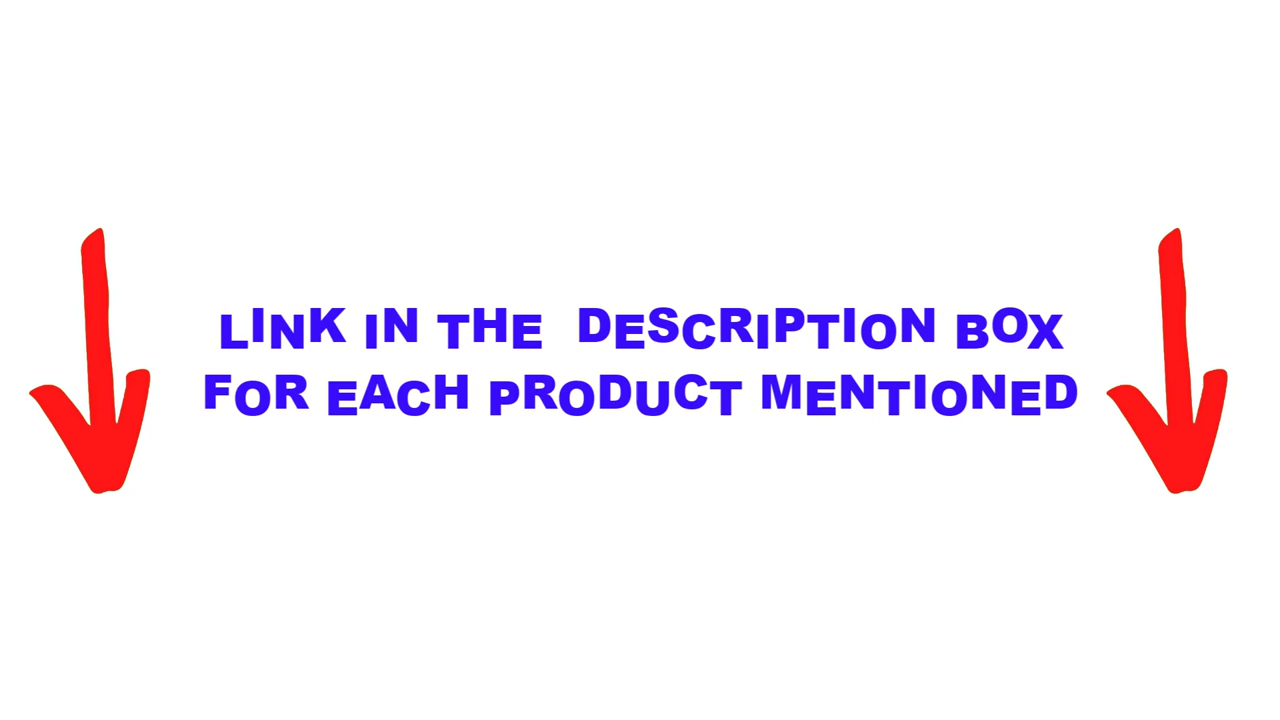 LINK IN THE DESCRIPTION BOX
FOR EACH PRODUCT MENTIONED